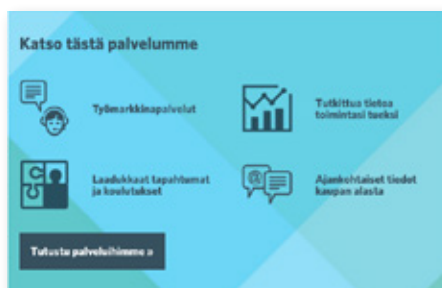 Katso tästä palvelumme
Työmarkkinapalvelut
Tutkittua tietoa
toimintasi tueksi
Laadukkaat tapahtumat
ja koulutukset
@
Ajankohtaiset tiedot
kaupan alasta
Tutustu palveluihimme »